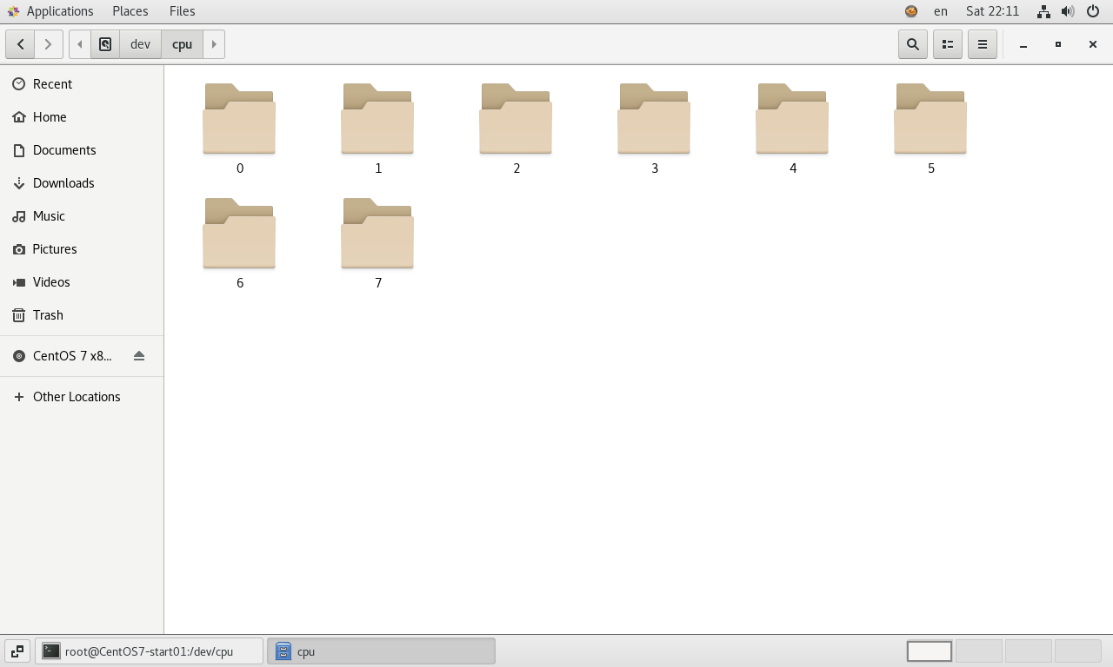 Applications Places Files en Sat 22:11
dev cpu
Recent
Home
Documents
Downloads
Music
Pictures
Videos
Trash
CentOS 7 x8...
Other Locations
0 1 2 3 4 5
6 7
root@CentOS7-start01:/dev/cpu cpu